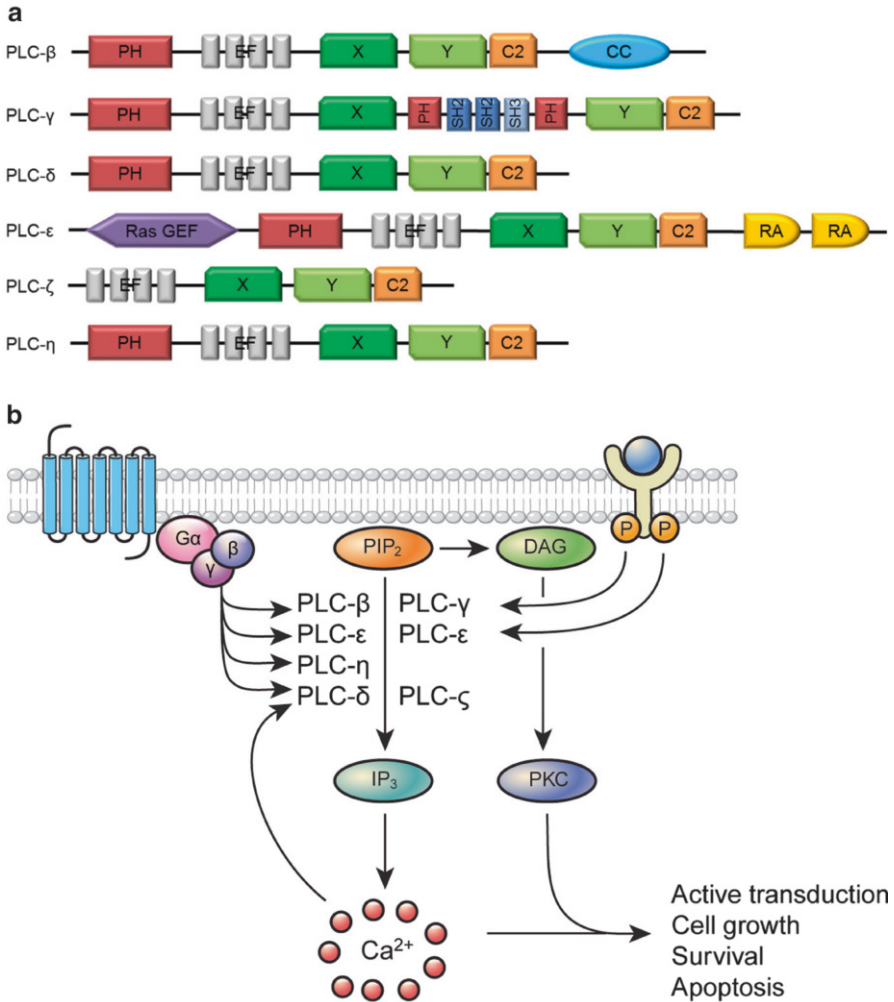 a
PLC-β PH EF X Y C2 CC
PLC-γ PH EF X PH SH2 SH2 SH3 PH Y C2
PLC-δ PH EF X Y C2
PLC-ε Ras GEF PH EF X Y C2 RA RA
PLC-ζ EF X Y C2
PLC-η PH EF X Y C2
b
Gα
β
γ
PIP₂ DAG
P P
PLC-β PLC-γ
PLC-ε PLC-ε
PLC-η
PLC-δ PLC-ς
IP₃ PKC
Ca²⁺
Active transduction
Cell growth
Survival
Apoptosis